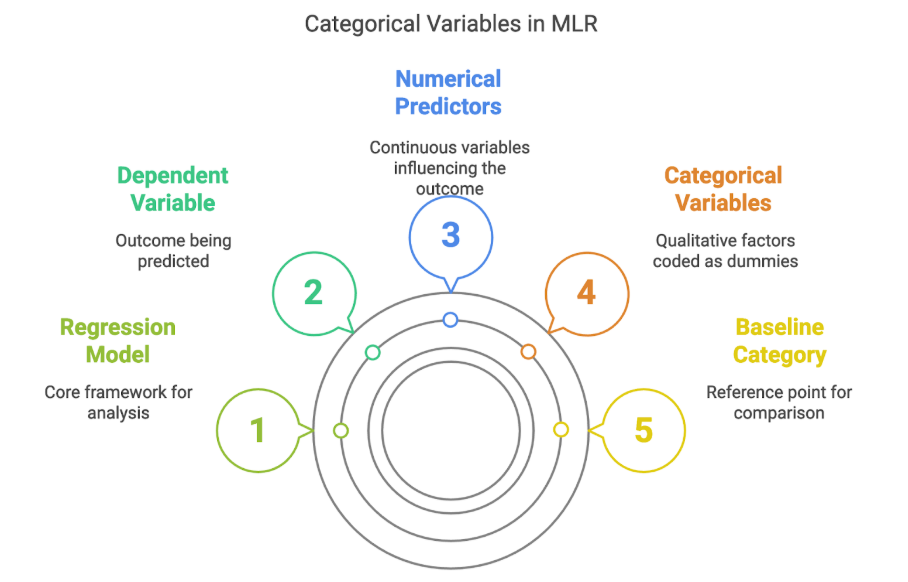 Categorical Variables in MLR
Numerical
Predictors
Continuous variables
influencing the
outcome
3
Dependent
Variable
Outcome being
predicted
2
Categorical
Variables
Qualitative factors
coded as dummies
4
Regression
Model
Core framework for
analysis
1
Baseline
Category
Reference point for
comparison
5